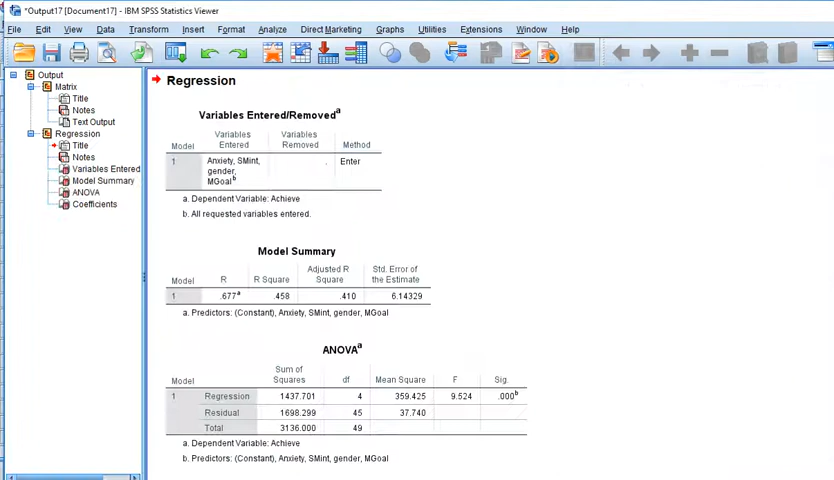 *Output17 [Document17] - IBM SPSS Statistics Viewer
File Edit View Data Transform Insert Format Analyze Direct Marketing Graphs Utilities Extensions Window Help
Output
Matrix
Title
Notes
Text Output
Regression
Title
Notes
Variables Entered
Model Summary
ANOVA
Coefficients
Regression
Variables Entered/Removedᵃ
Model Variables Entered Variables Removed Method
1 Anxiety, SMint, gender, MGoalᵇ . Enter
a. Dependent Variable: Achieve
b. All requested variables entered.
Model Summary
Model R R Square Adjusted R Square Std. Error of the Estimate
1 .677ᵃ .458 .410 6.14329
a. Predictors: (Constant), Anxiety, SMint, gender, MGoal
ANOVAᵃ
Model Sum of Squares df Mean Square F Sig.
1 Regression 1437.701 4 359.425 9.524 .000ᵇ
Residual 1698.299 45 37.740
Total 3136.000 49
a. Dependent Variable: Achieve
b. Predictors: (Constant), Anxiety, SMint, gender, MGoal